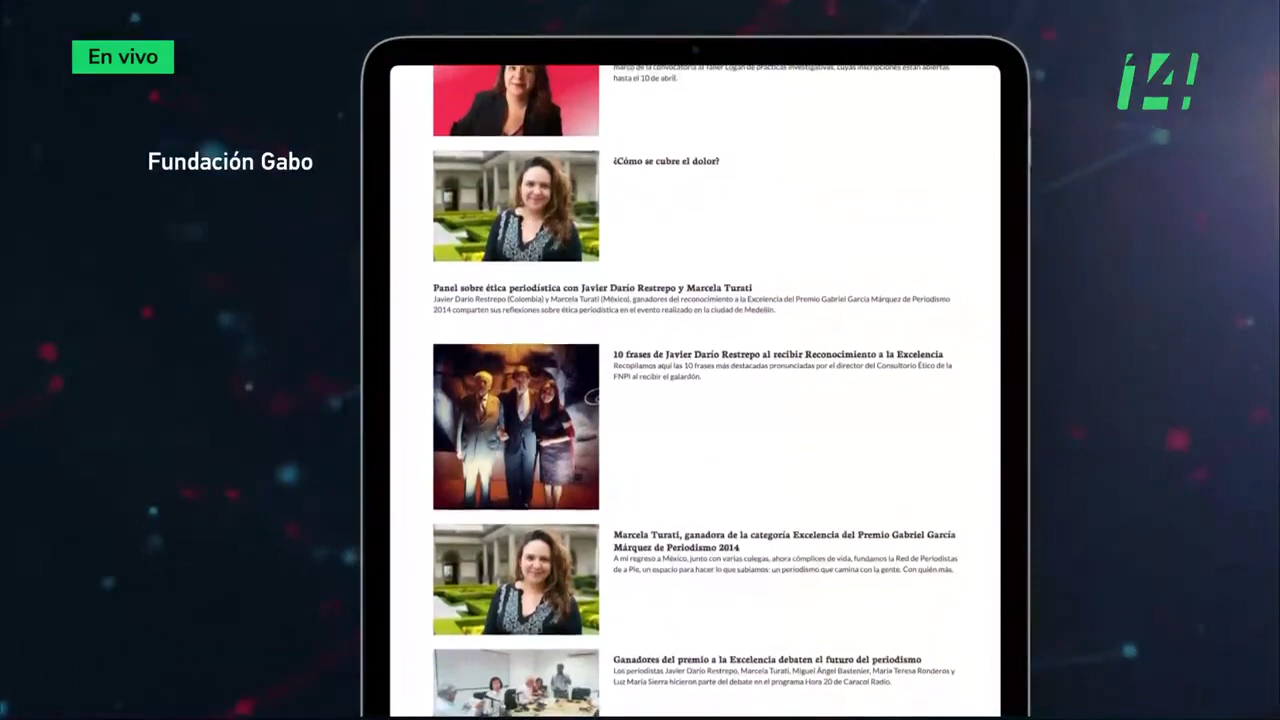 En vivo
14
Fundación Gabo
marco de la convocatoria al Taller Logan de prácticas investigativas, cuyas inscripciones están abiertas
hasta el 10 de abril.
¿Cómo se cubre el dolor?
Panel sobre ética periodística con Javier Darío Restrepo y Marcela Turati
Javier Darío Restrepo (Colombia) y Marcela Turati (México), ganadores del reconocimiento a la Excelencia del Premio Gabriel García Márquez de Periodismo
2014 comparten sus reflexiones sobre ética periodística en el evento realizado en la ciudad de Medellín.
10 frases de Javier Darío Restrepo al recibir Reconocimiento a la Excelencia
Recopilamos aquí las 10 frases más destacadas pronunciadas por el director del Consultorio Ético de la
FNPI al recibir el galardón.
Marcela Turati, ganadora de la categoría Excelencia del Premio Gabriel García
Márquez de Periodismo 2014
A mi regreso a México, junto con varias colegas, ahora cómplices de vida, fundamos la Red de Periodistas
de a Pie, un espacio para hacer lo que sabíamos: un periodismo que camina con la gente. Con quién más.
Ganadores del premio a la Excelencia debaten el futuro del periodismo
Los periodistas Javier Darío Restrepo, Marcela Turati, Miguel Ángel Bastenier, María Teresa Ronderos y
Luz María Sierra hicieron parte del debate en el programa Hora 20 de Caracol Radio.